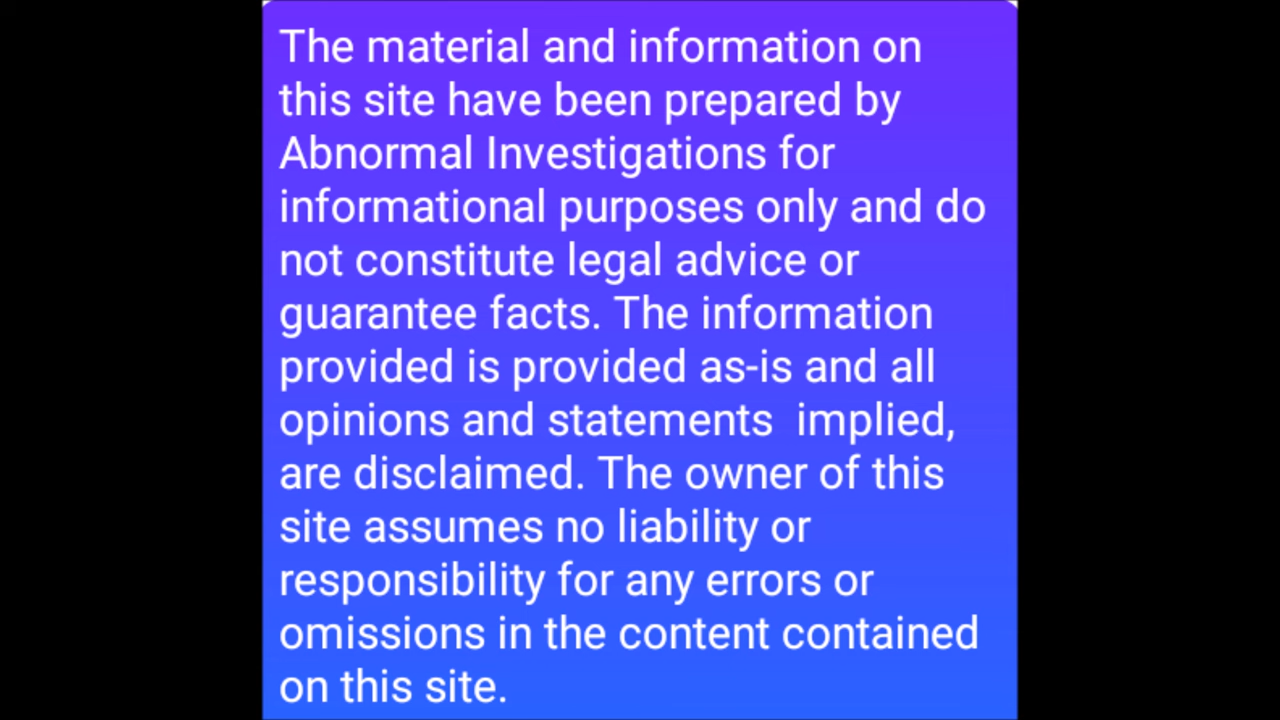 The material and information on
this site have been prepared by
Abnormal Investigations for
informational purposes only and do
not constitute legal advice or
guarantee facts. The information
provided is provided as-is and all
opinions and statements  implied,
are disclaimed. The owner of this
site assumes no liability or
responsibility for any errors or
omissions in the content contained
on this site.